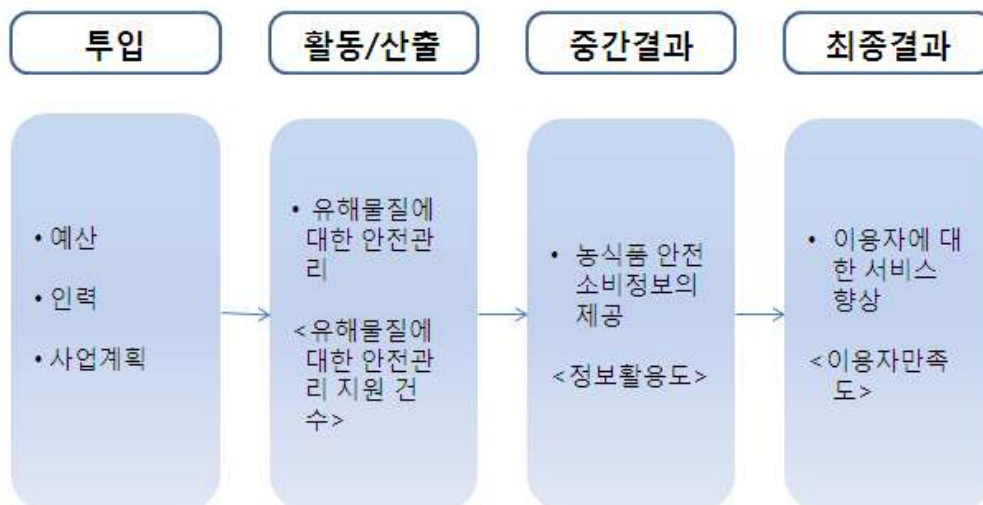 투입
활동/산출
중간결과
최종결과
• 예산
• 인력
• 사업계획
• 유해물질에
대한 안전관
리
<유해물질에
대한 안전관
리 지원 건
수>
• 농식품 안전
소비정보의
제공
<정보활용도>
• 이용자에 대
한 서비스
향상
<이용자만족
도>